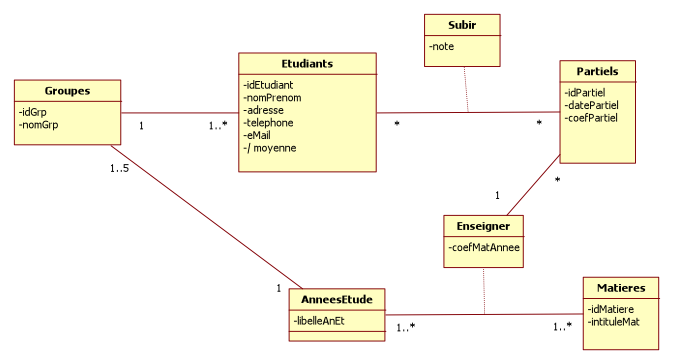 Subir
-note
Etudiants
-idEtudiant
-nomPrenom
-adresse
-telephone
-eMail
-/ moyenne
Partiels
-idPartiel
-datePartiel
-coefPartiel
Groupes
-idGrp
-nomGrp
1
1..*
*
*
1..5
1
*
1
Enseigner
-coefMatAnnee
AnneesEtude
-libelleAnEt
1..*
1..*
Matieres
-idMatiere
-intituleMat